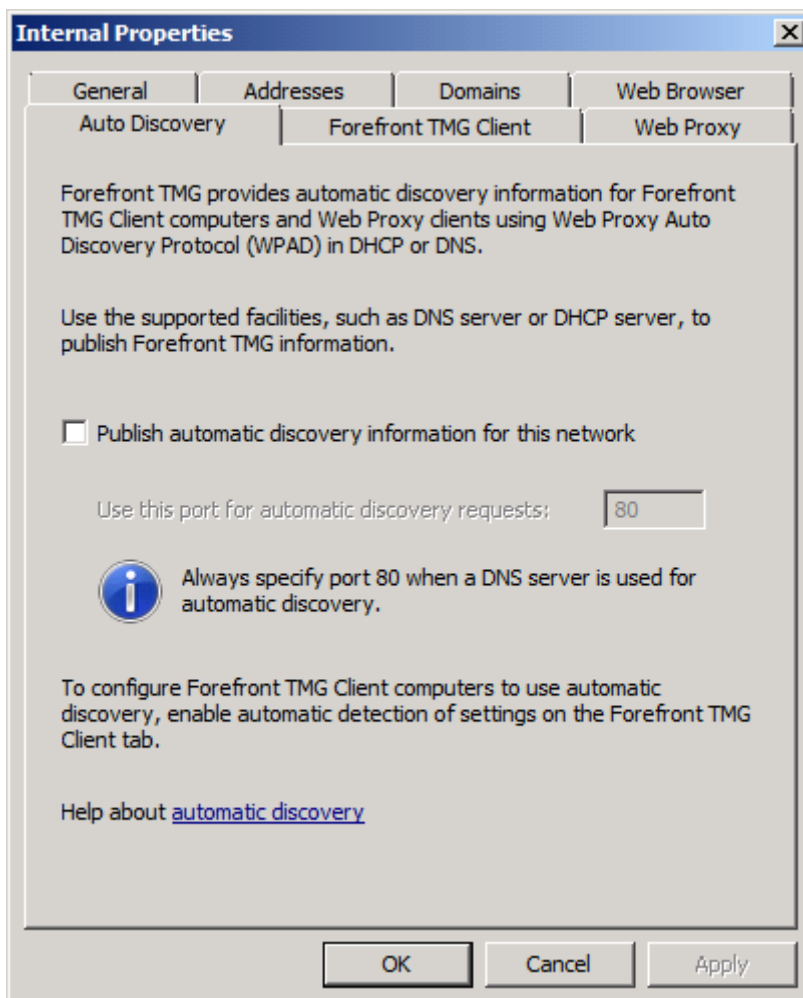 Internal Properties
General
Addresses
Domains
Web Browser
Auto Discovery
Forefront TMG Client
Web Proxy
Forefront TMG provides automatic discovery information for Forefront
TMG Client computers and Web Proxy clients using Web Proxy Auto
Discovery Protocol (WPAD) in DHCP or DNS.
Use the supported facilities, such as DNS server or DHCP server, to
publish Forefront TMG information.
Publish automatic discovery information for this network
Use this port for automatic discovery requests:
80
Always specify port 80 when a DNS server is used for
automatic discovery.
To configure Forefront TMG Client computers to use automatic
discovery, enable automatic detection of settings on the Forefront TMG
Client tab.
Help about automatic discovery
OK
Cancel
Apply